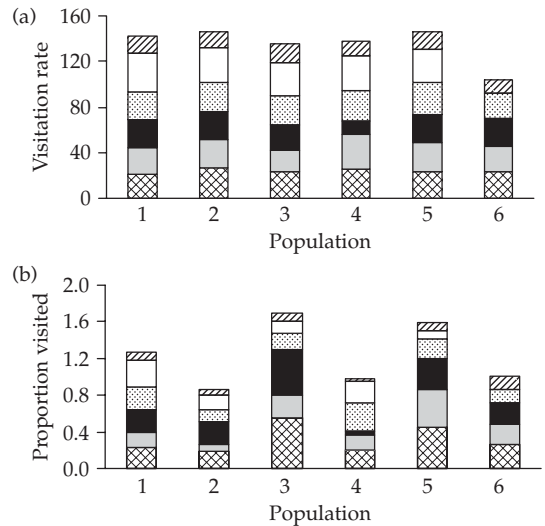 (a)
160
120
80
40
0
Visitation rate
1 2 3 4 5 6
Population
(b)
2.0
1.6
1.2
0.8
0.4
0.0
Proportion visited
1 2 3 4 5 6
Population